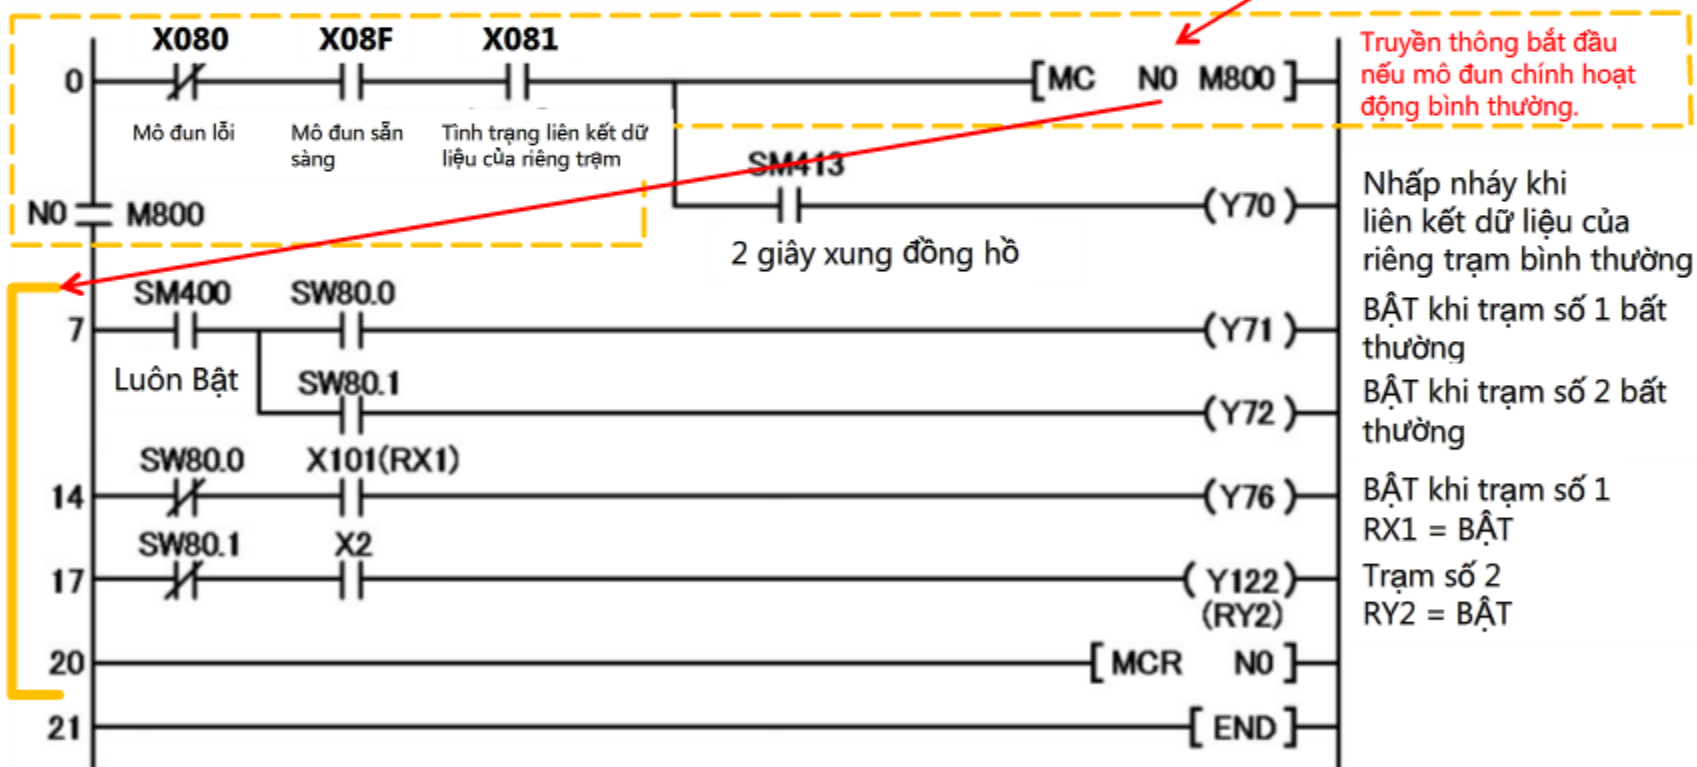 X080 X08F X081
0 [MC N0 M800]
Mô đun lỗi
Mô đun sẵn
sàng
Tình trạng liên kết dữ
liệu của riêng trạm
Truyền thông bắt đầu
nếu mô đun chính hoạt
động bình thường.
SM413
N0 M800
(Y70)
2 giây xung đồng hồ
Nhấp nháy khi
liên kết dữ liệu của
riêng trạm bình thường
SM400 SW80.0
7 (Y71)
Luôn Bật
BẬT khi trạm số 1 bất
thường
SW80.1
(Y72)
BẬT khi trạm số 2 bất
thường
SW80.0 X101(RX1)
14 (Y76)
BẬT khi trạm số 1
RX1 = BẬT
SW80.1 X2
17 (Y122)
(RY2)
Trạm số 2
RY2 = BẬT
20 [MCR N0]
21 [END]